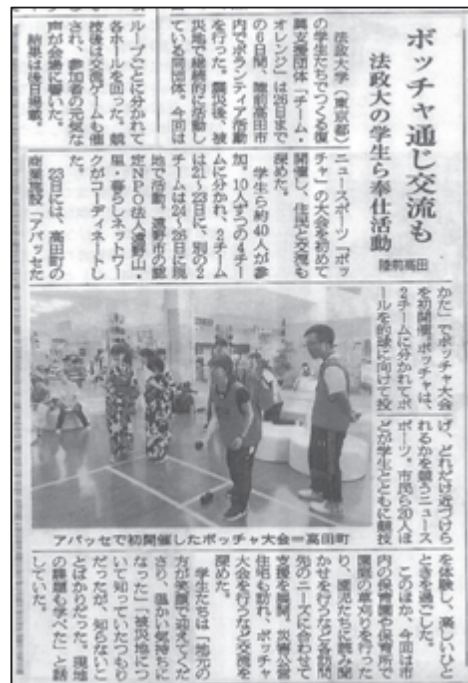 ボッチャ通じ交流も
法政大の学生ら奉仕活動
陸前高田
法政大学（東京都）
の学生たちでつくる復
興支援団体「チーム・
オレンジ」は26日まで
の6日間、陸前高田市
内でボランティア活動
を行った。震災後、被
災地で継続的に活動し
ている同団体。今回は
ニュースポーツ「ボッ
チャ」の大会を初めて
開催し、住民と交流も
深めた。
学生ら約40人が参
加。10人ずつの4チー
ムに分かれ、2チーム
は21～23日に、別の2
チームは24～26日に現
地で活動。遠野市の認
定NPO法人遠野山・
里・暮らしネットワー
クがコーディネートし
た。
23日には、高田町の
商業施設「アバッセた
かた」でボッチャ大会
を初開催。ボッチャは、
2チームに分かれてボ
ールを的球に向けて投
げ、どれだけ近づけら
れるかを競うニュース
ポーツ。市民ら20人ほ
どが学生とともに競技
を体験し、楽しいひと
ときを過ごした。
このほか、今回は市
内の保育園や保育所で
園庭の草刈りを行った
り、園児たちに読み聞
かせを行うなど各訪問
先のニーズに合わせて
支援を展開。災害公営
住宅も訪れ、ボッチャ
大会を行うなど交流を
深めた。
学生たちは「地元の
方が笑顔で迎えてくだ
さり、温かい気持ちに
なった」「被災地につ
いて知っていたつもり
だったが、知らないこ
とばかりだった。現地
の課題も学べた」と話
していた。
アバッセで初開催したボッチャ大会＝高田町
ループごとに分かれて
各ホールを回った。競
技後は交流ゲームも催
され、参加者の元気な
声が会場に響いた。
結果は後日掲載。